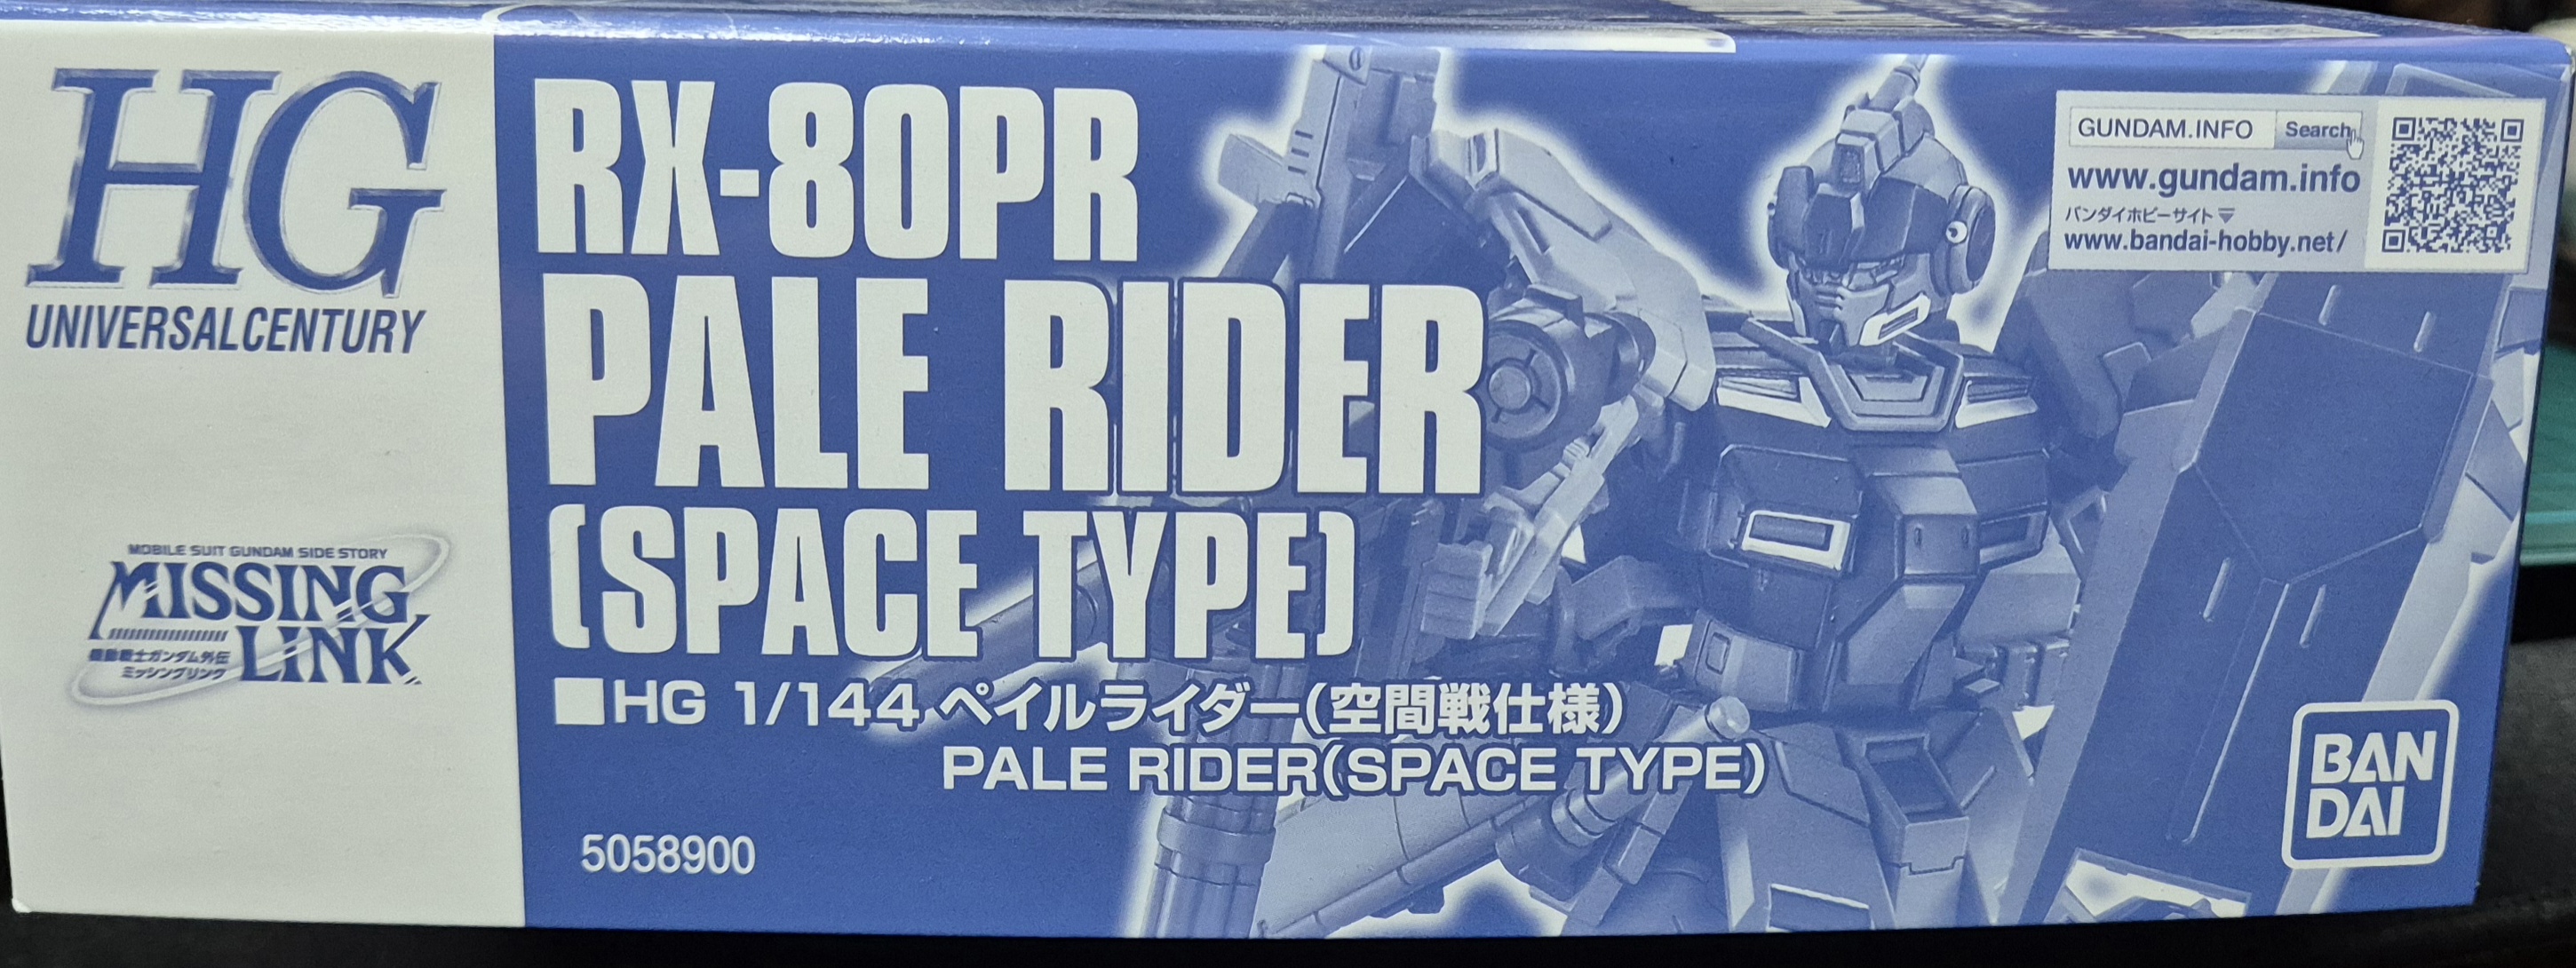 HG
UNIVERSAL CENTURY
MOBILE SUIT GUNDAM SIDE STORY
MISSING
LINK
機動戦士ガンダム外伝
ミッシングリンク
RX-80PR
PALE RIDER
(SPACE TYPE)
■HG 1/144 ペイルライダー(空間戦仕様)
PALE RIDER(SPACE TYPE)
5058900
GUNDAM.INFO Search
www.gundam.info
バンダイホビーサイト▼
www.bandai-hobby.net/
BAN
DAI